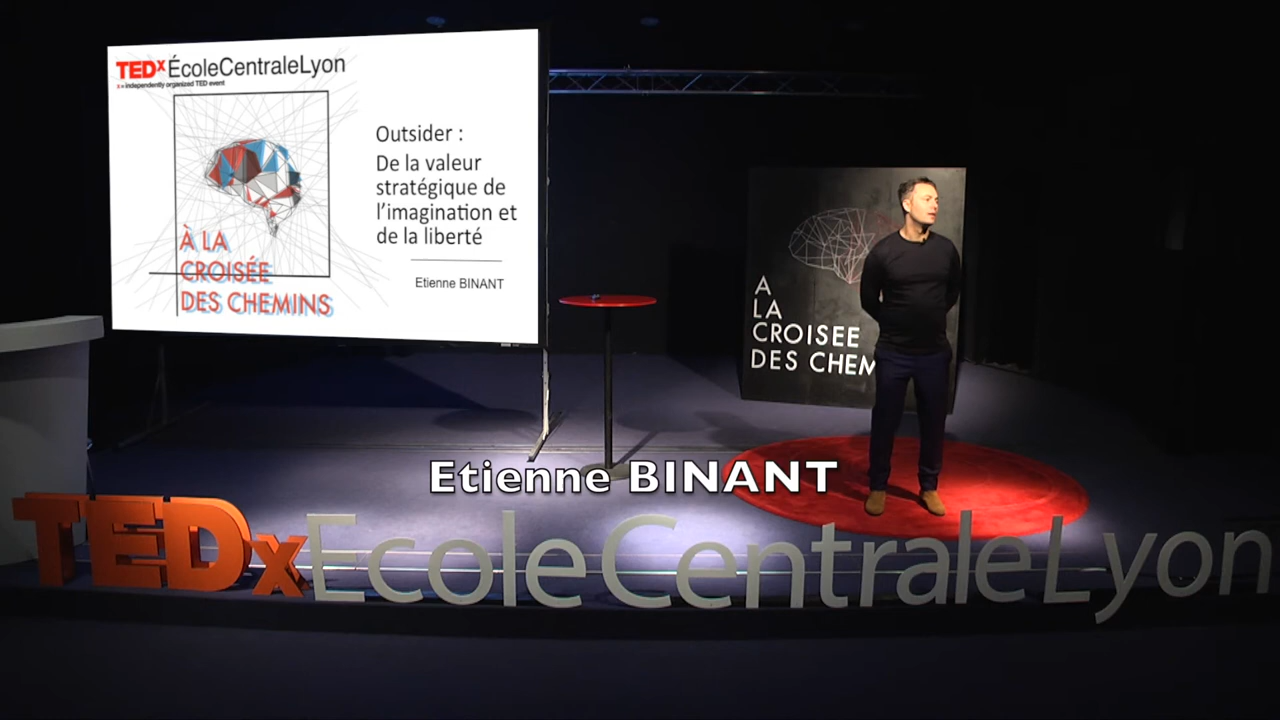 TEDxÉcoleCentraleLyon
x = independently organized TED event
Outsider :
De la valeur
stratégique de
l'imagination et
de la liberté
Etienne BINANT
À LA
CROISÉE
DES CHEMINS
A
LA
CROISEE
DES CHEM
Etienne BINANT
TEDxEcoleCentraleLyon